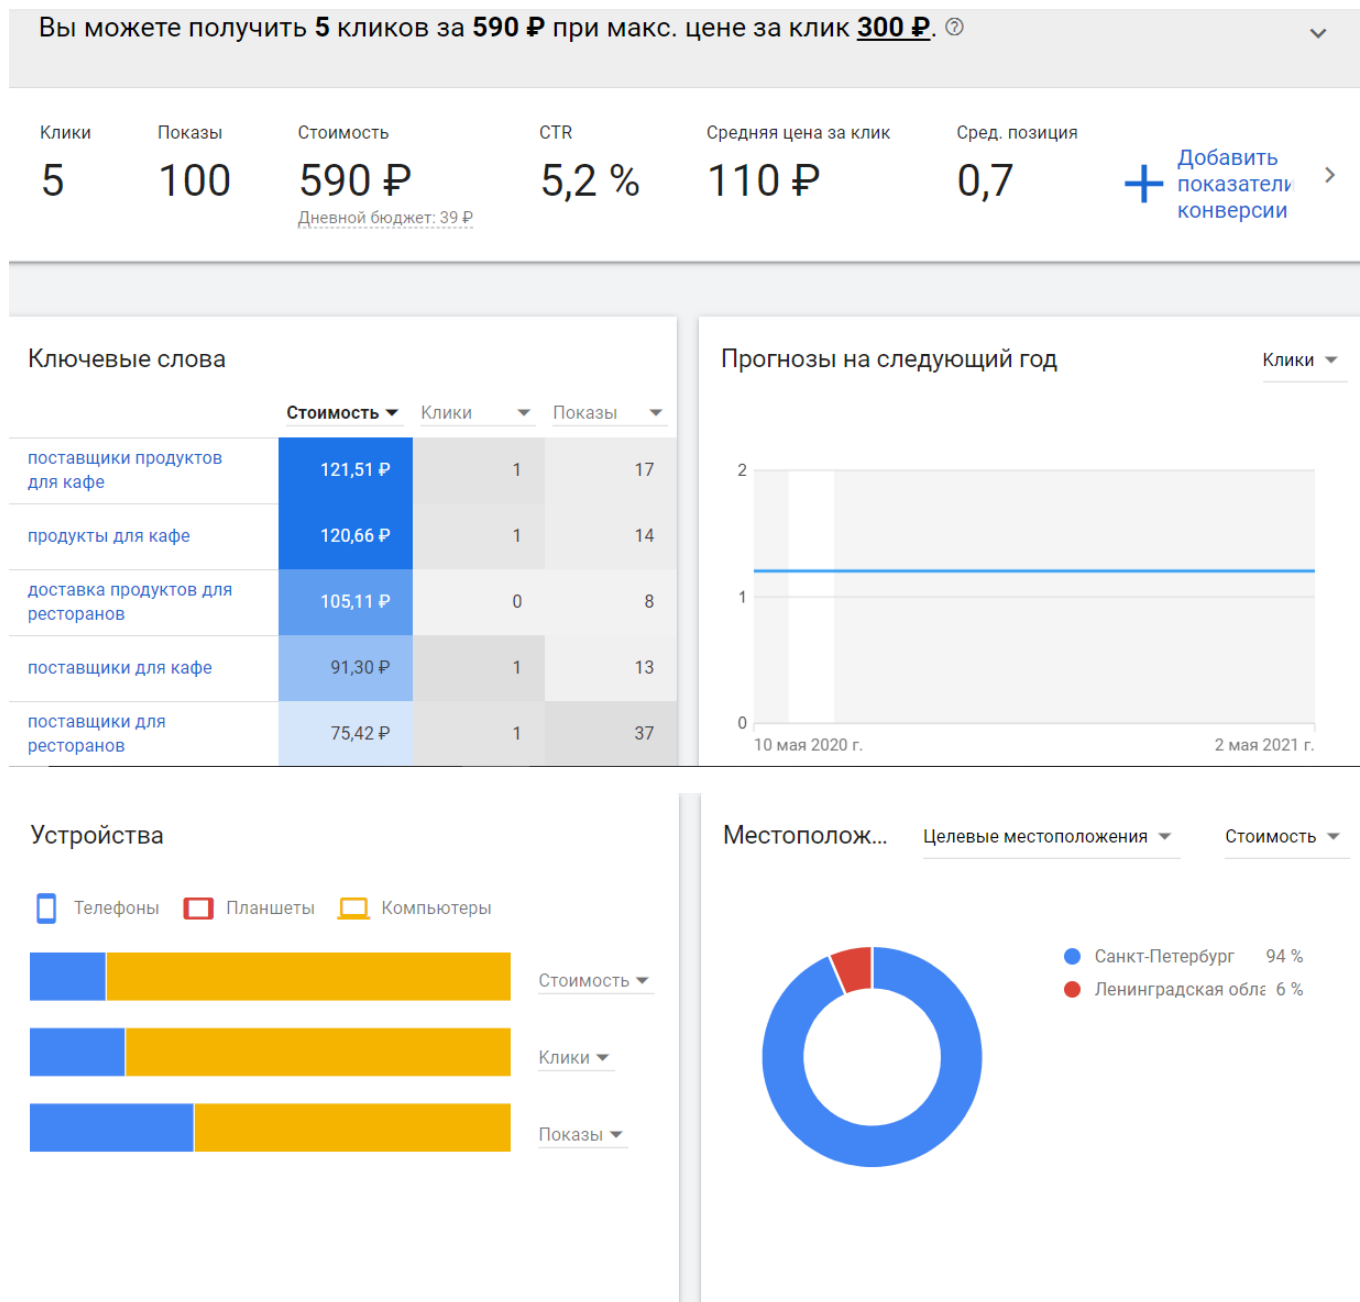 Вы можете получить 5 кликов за 590 ₽ при макс. цене за клик 300 ₽.
Клики
5
Показы
100
Стоимость
590 ₽
Дневной бюджет: 39 ₽
CTR
5,2 %
Средняя цена за клик
110 ₽
Сред. позиция
0,7
Добавить
показатели
конверсии
Ключевые слова
Стоимость Клики Показы
поставщики продуктов
для кафе
121,51 ₽ 1 17
продукты для кафе 120,66 ₽ 1 14
доставка продуктов для
ресторанов
105,11 ₽ 0 8
поставщики для кафе 91,30 ₽ 1 13
поставщики для
ресторанов
75,42 ₽ 1 37
Прогнозы на следующий год Клики
2
1
0
10 мая 2020 г. 2 мая 2021 г.
Устройства
Телефоны Планшеты Компьютеры
Стоимость
Клики
Показы
Местополож... Целевые местоположения Стоимость
Санкт-Петербург 94 %
Ленинградская обла 6 %